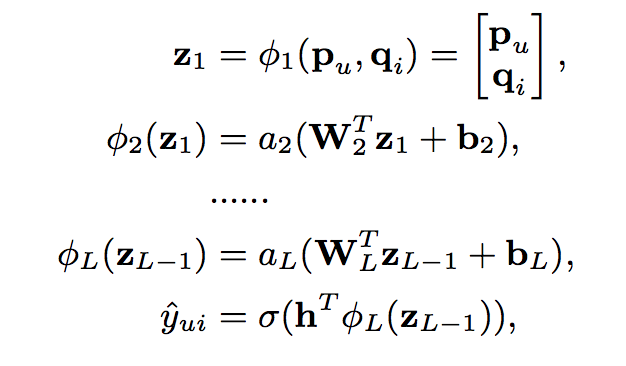 z₁ = ϕ₁(pᵤ, qᵢ) = [pᵤ qᵢ],
ϕ₂(z₁) = a₂(W₂ᵀz₁ + b₂),
......
ϕ_L(z_{L−1}) = a_L(W_Lᵀz_{L−1} + b_L),
ŷᵤᵢ = σ(hᵀϕ_L(z_{L−1})),